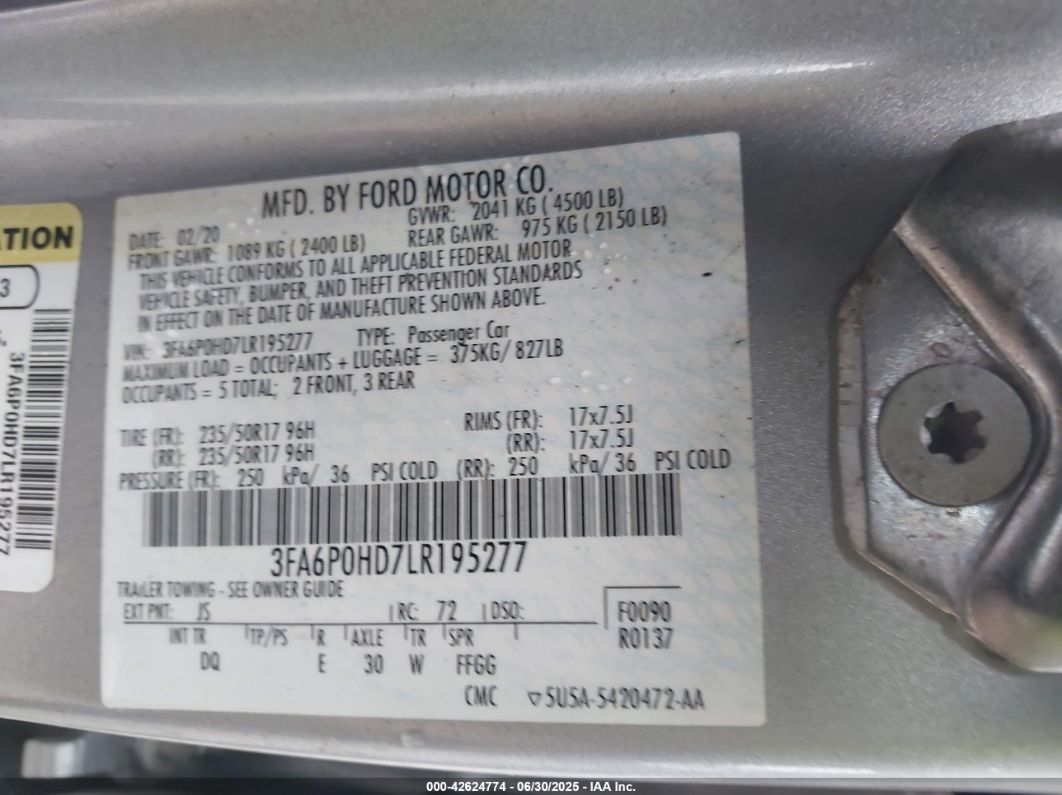 TION
3
3FA6P0HD7LR195277
MFD. BY FORD MOTOR CO.
DATE: 02/20 GVWR: 2041 KG ( 4500 LB)
FRONT GAWR: 1089 KG ( 2400 LB) REAR GAWR: 975 KG ( 2150 LB)
THIS VEHICLE CONFORMS TO ALL APPLICABLE FEDERAL MOTOR
VEHICLE SAFETY, BUMPER, AND THEFT PREVENTION STANDARDS
IN EFFECT ON THE DATE OF MANUFACTURE SHOWN ABOVE.
VIN: 3FA6P0HD7LR195277 TYPE: Passenger Car
MAXIMUM LOAD = OCCUPANTS + LUGGAGE = 375KG/ 827LB
OCCUPANTS = 5 TOTAL; 2 FRONT, 3 REAR
TIRE (FR): 235/50R17 96H RIMS (FR): 17x7.5J
(RR): 235/50R17 96H (RR): 17x7.5J
PRESSURE (FR): 250 kPa/ 36 PSI COLD (RR): 250 kPa/ 36 PSI COLD
3FA6P0HD7LR195277
TRAILER TOWING - SEE OWNER GUIDE
EXT PNT: JS RC: 72 DSO: F0090
INT TR TP/PS R AXLE TR SPR R0137
DQ E 30 W FFGG
CMC ▽5U5A-5420472-AA
000-42624774 - 06/30/2025 - IAA Inc.